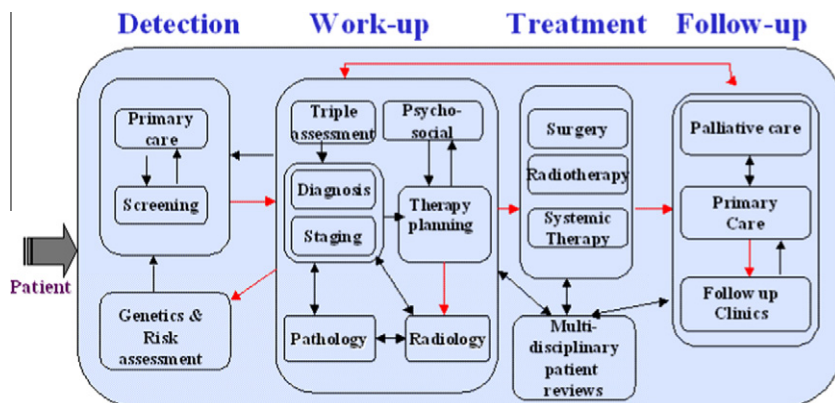 Detection
Work-up
Treatment
Follow-up
Patient
Primary
care
Screening
Genetics &
Risk
assessment
Triple
assessment
Psycho-
social
Diagnosis
Staging
Therapy
planning
Pathology
Radiology
Surgery
Radiotherapy
Systemic
Therapy
Multi-
disciplinary
patient
reviews
Palliative care
Primary
Care
Follow up
Clinics